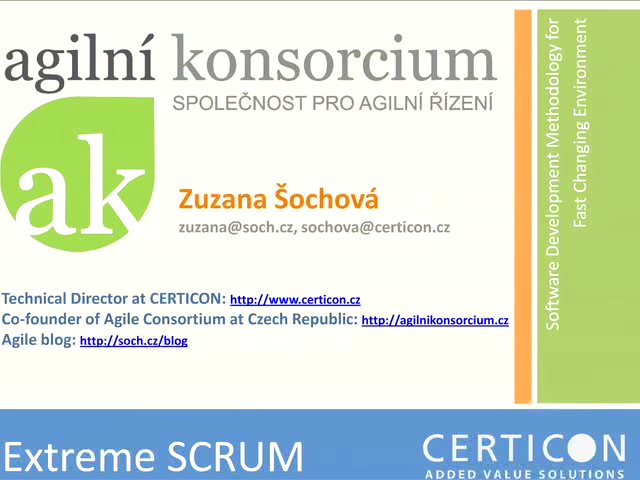 agilní konsorcium
SPOLEČNOST PRO AGILNÍ ŘÍZENÍ
ak
Zuzana Šochová
zuzana@soch.cz, sochova@certicon.cz
Technical Director at CERTICON: http://www.certicon.cz
Co-founder of Agile Consortium at Czech Republic: http://agilnikonsorcium.cz
Agile blog: http://soch.cz/blog
Software Development Methodology for
Fast Changing Environment
Extreme SCRUM
CERTICON
ADDED VALUE SOLUTIONS